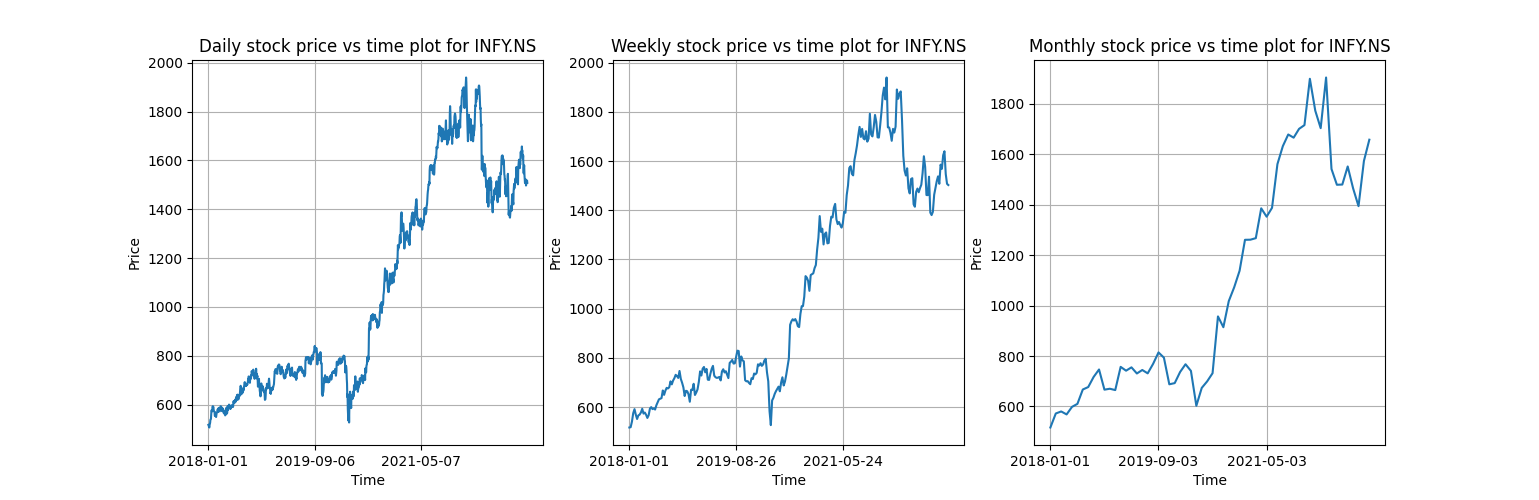 Daily stock price vs time plot for INFY.NS
2000
1800
1600
1400
1200
1000
800
600
Price
2018-01-01 2019-09-06 2021-05-07
Time
Weekly stock price vs time plot for INFY.NS
2000
1800
1600
1400
1200
1000
800
600
Price
2018-01-01 2019-08-26 2021-05-24
Time
Monthly stock price vs time plot for INFY.NS
1800
1600
1400
1200
1000
800
600
Price
2018-01-01 2019-09-03 2021-05-03
Time